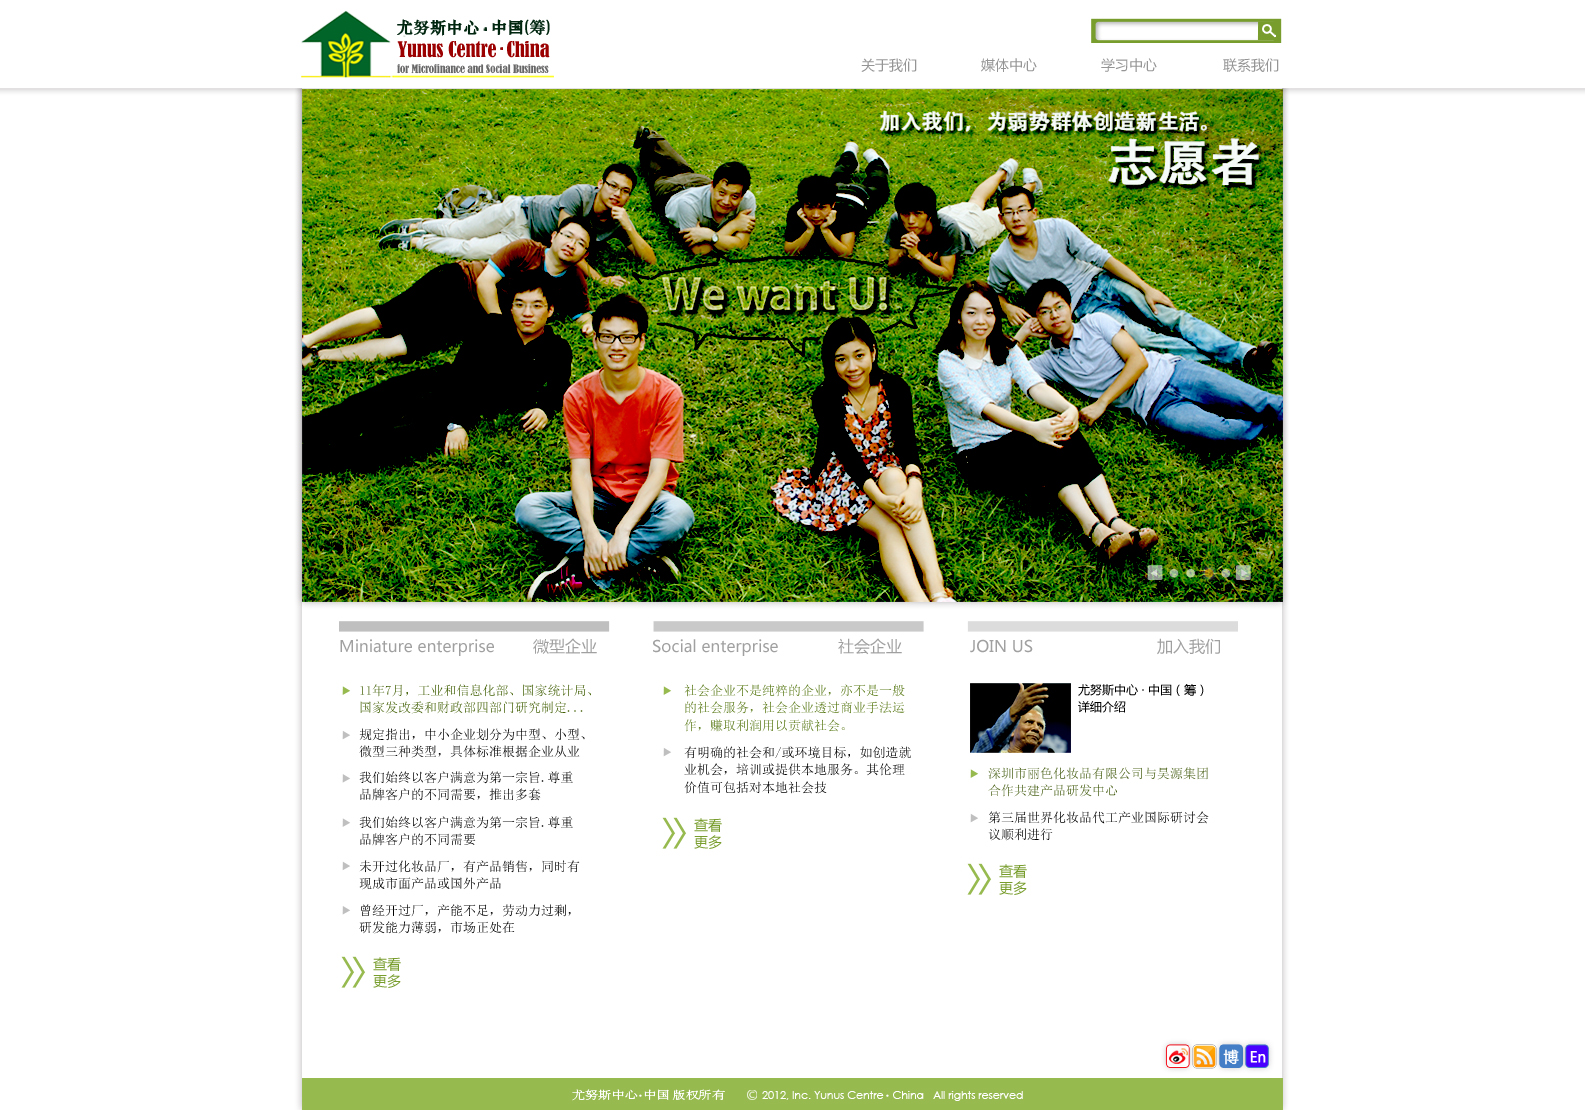 尤努斯中心·中国(筹)
Yunus Centre·China
for Microfinance and Social Business
关于我们
媒体中心
学习中心
联系我们
加入我们，为弱势群体创造新生活。
志愿者
We want U!
Miniature enterprise 微型企业
11年7月，工业和信息化部、国家统计局、
国家发改委和财政部四部门研究制定...
规定指出，中小企业划分为中型、小型、
微型三种类型，具体标准根据企业从业
我们始终以客户满意为第一宗旨.尊重
品牌客户的不同需要，推出多套
我们始终以客户满意为第一宗旨.尊重
品牌客户的不同需要
未开过化妆品厂，有产品销售，同时有
现成市面产品或国外产品
曾经开过厂，产能不足，劳动力过剩，
研发能力薄弱，市场正处在
查看
更多
Social enterprise 社会企业
社会企业不是纯粹的企业，亦不是一般
的社会服务，社会企业透过商业手法运
作，赚取利润用以贡献社会。
有明确的社会和/或环境目标，如创造就
业机会，培训或提供本地服务。其伦理
价值可包括对本地社会技
查看
更多
JOIN US 加入我们
尤努斯中心·中国（筹）
详细介绍
深圳市丽色化妆品有限公司与昊源集团
合作共建产品研发中心
第三届世界化妆品代工产业国际研讨会
议顺利进行
查看
更多
博
En
尤努斯中心·中国 版权所有 © 2012, Inc. Yunus Centre·China All rights reserved